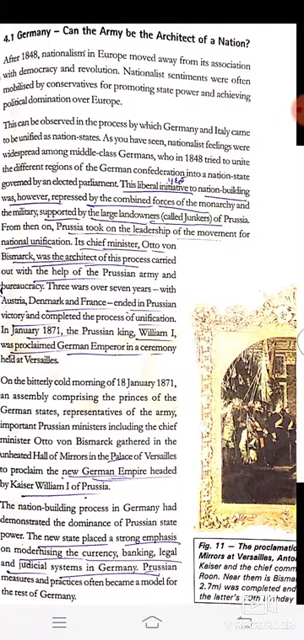 4.1 Germany – Can the Army be the Architect of a Nation?
After 1848, nationalism in Europe moved away from its association
with democracy and revolution. Nationalist sentiments were often
mobilised by conservatives for promoting state power and achieving
political domination over Europe.
This can be observed in the process by which Germany and Italy came
to be unified as nation-states. As you have seen, nationalist feelings were
widespread among middle-class Germans, who in 1848 tried to unite
the different regions of the German confederation into a nation-state
governed by an elected parliament. This liberal initiative to nation-building
was, however, repressed by the combined forces of the monarchy and
the military, supported by the large landowners (called Junkers) of Prussia.
From then on, Prussia took on the leadership of the movement for
national unification. Its chief minister, Otto von
Bismarck, was the architect of this process carried
out with the help of the Prussian army and
bureaucracy. Three wars over seven years – with
Austria, Denmark and France – ended in Prussian
victory and completed the process of unification.
In January 1871, the Prussian king, William I,
was proclaimed German Emperor in a ceremony
held at Versailles.
On the bitterly cold morning of 18 January 1871,
an assembly comprising the princes of the
German states, representatives of the army,
important Prussian ministers including the chief
minister Otto von Bismarck gathered in the
unheated Hall of Mirrors in the Palace of Versailles
to proclaim the new German Empire headed
by Kaiser William I of Prussia.
The nation-building process in Germany had
demonstrated the dominance of Prussian state
power. The new state placed a strong emphasis
on modernising the currency, banking, legal
and judicial systems in Germany. Prussian
measures and practices often became a model for
the rest of Germany.
Fig. 11 — The proclamatio
Mirrors at Versailles, Anto
Kaiser and the chief comm
Roon. Near them is Bisma
2.7m) was completed and
the latter's 70th birthday